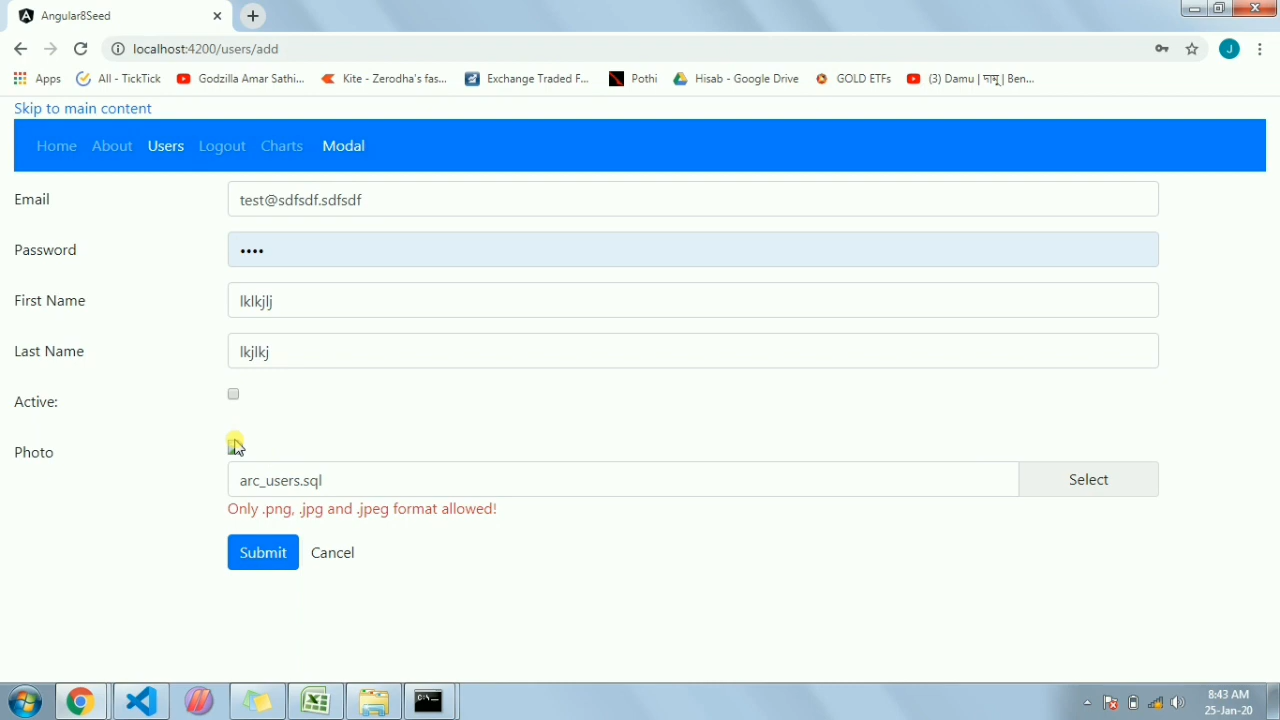 Angular8Seed
localhost:4200/users/add
J
Apps All - TickTick Godzilla Amar Sathi... Kite - Zerodha's fas... Exchange Traded F... Pothi Hisab - Google Drive GOLD ETFs (3) Damu | दामू | Ben...
Skip to main content
Home About Users Logout Charts Modal
Email test@sdfsdf.sdfsdf
Password ••••
First Name lklkjlj
Last Name lkjlkj
Active:
Photo
arc_users.sql Select
Only .png, .jpg and .jpeg format allowed!
Submit Cancel
8:43 AM
25-Jan-20